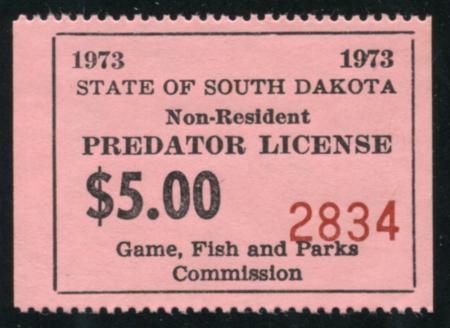 1973 1973
STATE OF SOUTH DAKOTA
Non-Resident
PREDATOR LICENSE
$5.00
2834
Game, Fish and Parks
Commission